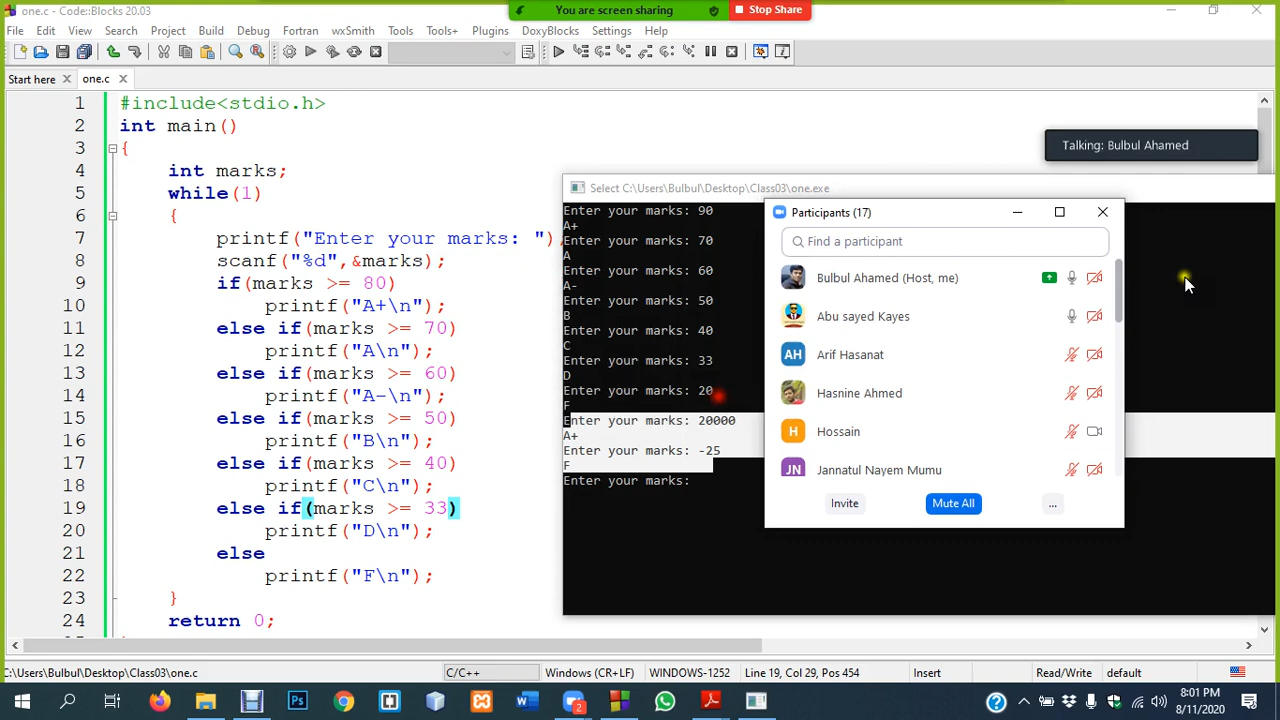 one.c - Code::Blocks 20.03
You are screen sharing
Stop Share
File Edit View Search Project Build Debug Fortran wxSmith Tools Tools+ Plugins DoxyBlocks Settings Help
Start here
one.c
1 #include<stdio.h>
2 int main()
3 {
4 int marks;
5 while(1)
6 {
7 printf("Enter your marks: ");
8 scanf("%d",&marks);
9 if(marks >= 80)
10 printf("A+\n");
11 else if(marks >= 70)
12 printf("A\n");
13 else if(marks >= 60)
14 printf("A-\n");
15 else if(marks >= 50)
16 printf("B\n");
17 else if(marks >= 40)
18 printf("C\n");
19 else if(marks >= 33)
20 printf("D\n");
21 else
22 printf("F\n");
23 }
24 return 0;
Talking: Bulbul Ahamed
Select C:\Users\Bulbul\Desktop\Class03\one.exe
Enter your marks: 90
A+
Enter your marks: 70
A
Enter your marks: 60
A-
Enter your marks: 50
B
Enter your marks: 40
C
Enter your marks: 33
D
Enter your marks: 20
F
Enter your marks: 20000
A+
Enter your marks: -25
F
Enter your marks:
Participants (17)
Find a participant
Bulbul Ahamed (Host, me)
Abu sayed Kayes
AH Arif Hasanat
Hasnine Ahmed
H Hossain
JN Jannatul Nayem Mumu
Invite
Mute All
...
C:\Users\Bulbul\Desktop\Class03\one.c
C/C++
Windows (CR+LF)
WINDOWS-1252
Line 19, Col 29, Pos 454
Insert
Read/Write
default
Ps
2
8:01 PM
8/11/2020